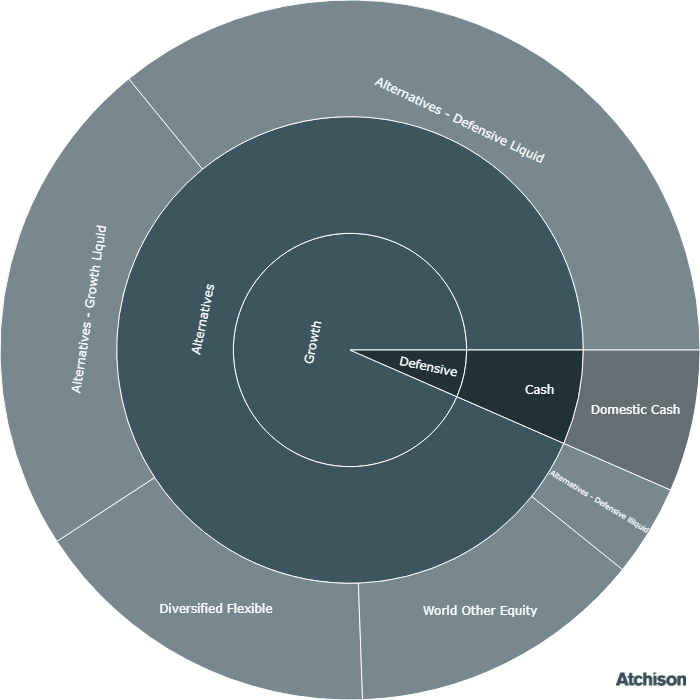 Alternatives - Defensive Liquid
Alternatives - Growth Liquid
Alternatives
Growth
Defensive
Cash
Domestic Cash
Alternatives - Defensive Illiquid
Diversified Flexible
World Other Equity
Atchison